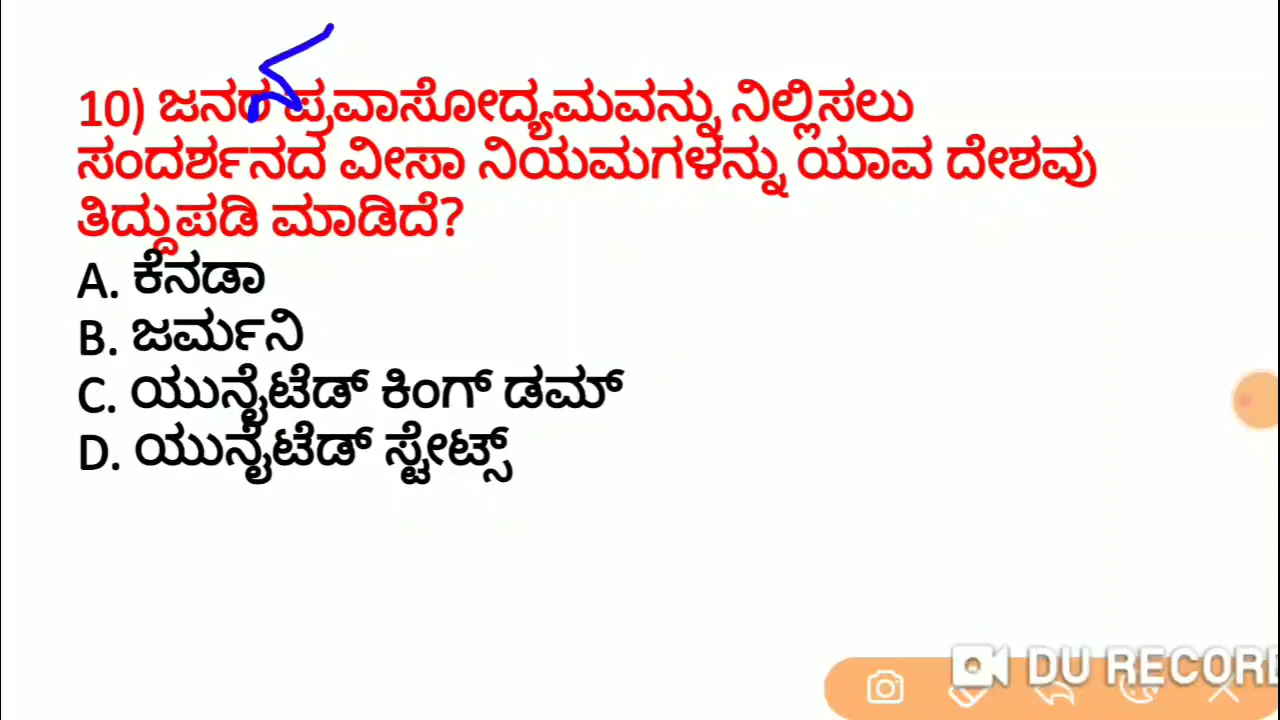 10) ಜನರ ಪ್ರವಾಸೋದ್ಯಮವನ್ನು ನಿಲ್ಲಿಸಲು
ಸಂದರ್ಶನದ ವೀಸಾ ನಿಯಮಗಳನ್ನು ಯಾವ ದೇಶವು
ತಿದ್ದುಪಡಿ ಮಾಡಿದೆ?
A. ಕೆನಡಾ
B. ಜರ್ಮನಿ
C. ಯುನೈಟೆಡ್ ಕಿಂಗ್ ಡಮ್
D. ಯುನೈಟೆಡ್ ಸ್ಟೇಟ್ಸ್
DU RECORD